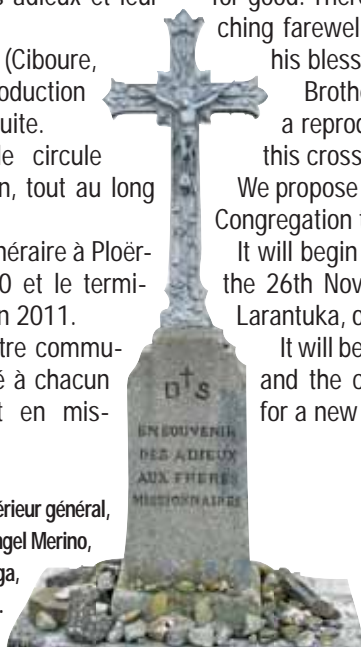 s adieux et leur
(Ciboure,
oduction
uite.
le circule
n, tout au long
néraire à Ploër-
0 et le termi-
n 2011.
tre commu-
é à chacun
t en mis-
érieur général,
ngel Merino,
ga,
D † S
EN SOUVENIR
DES ADIEUX
AUX FRERES
MISSIONNAIRES
for good. There
ching farewel
his bless
Brothe
a reprod
this cross
We propose
Congregation t
It will begin
the 26th Nov
Larantuka, o
It will be
and the c
for a new